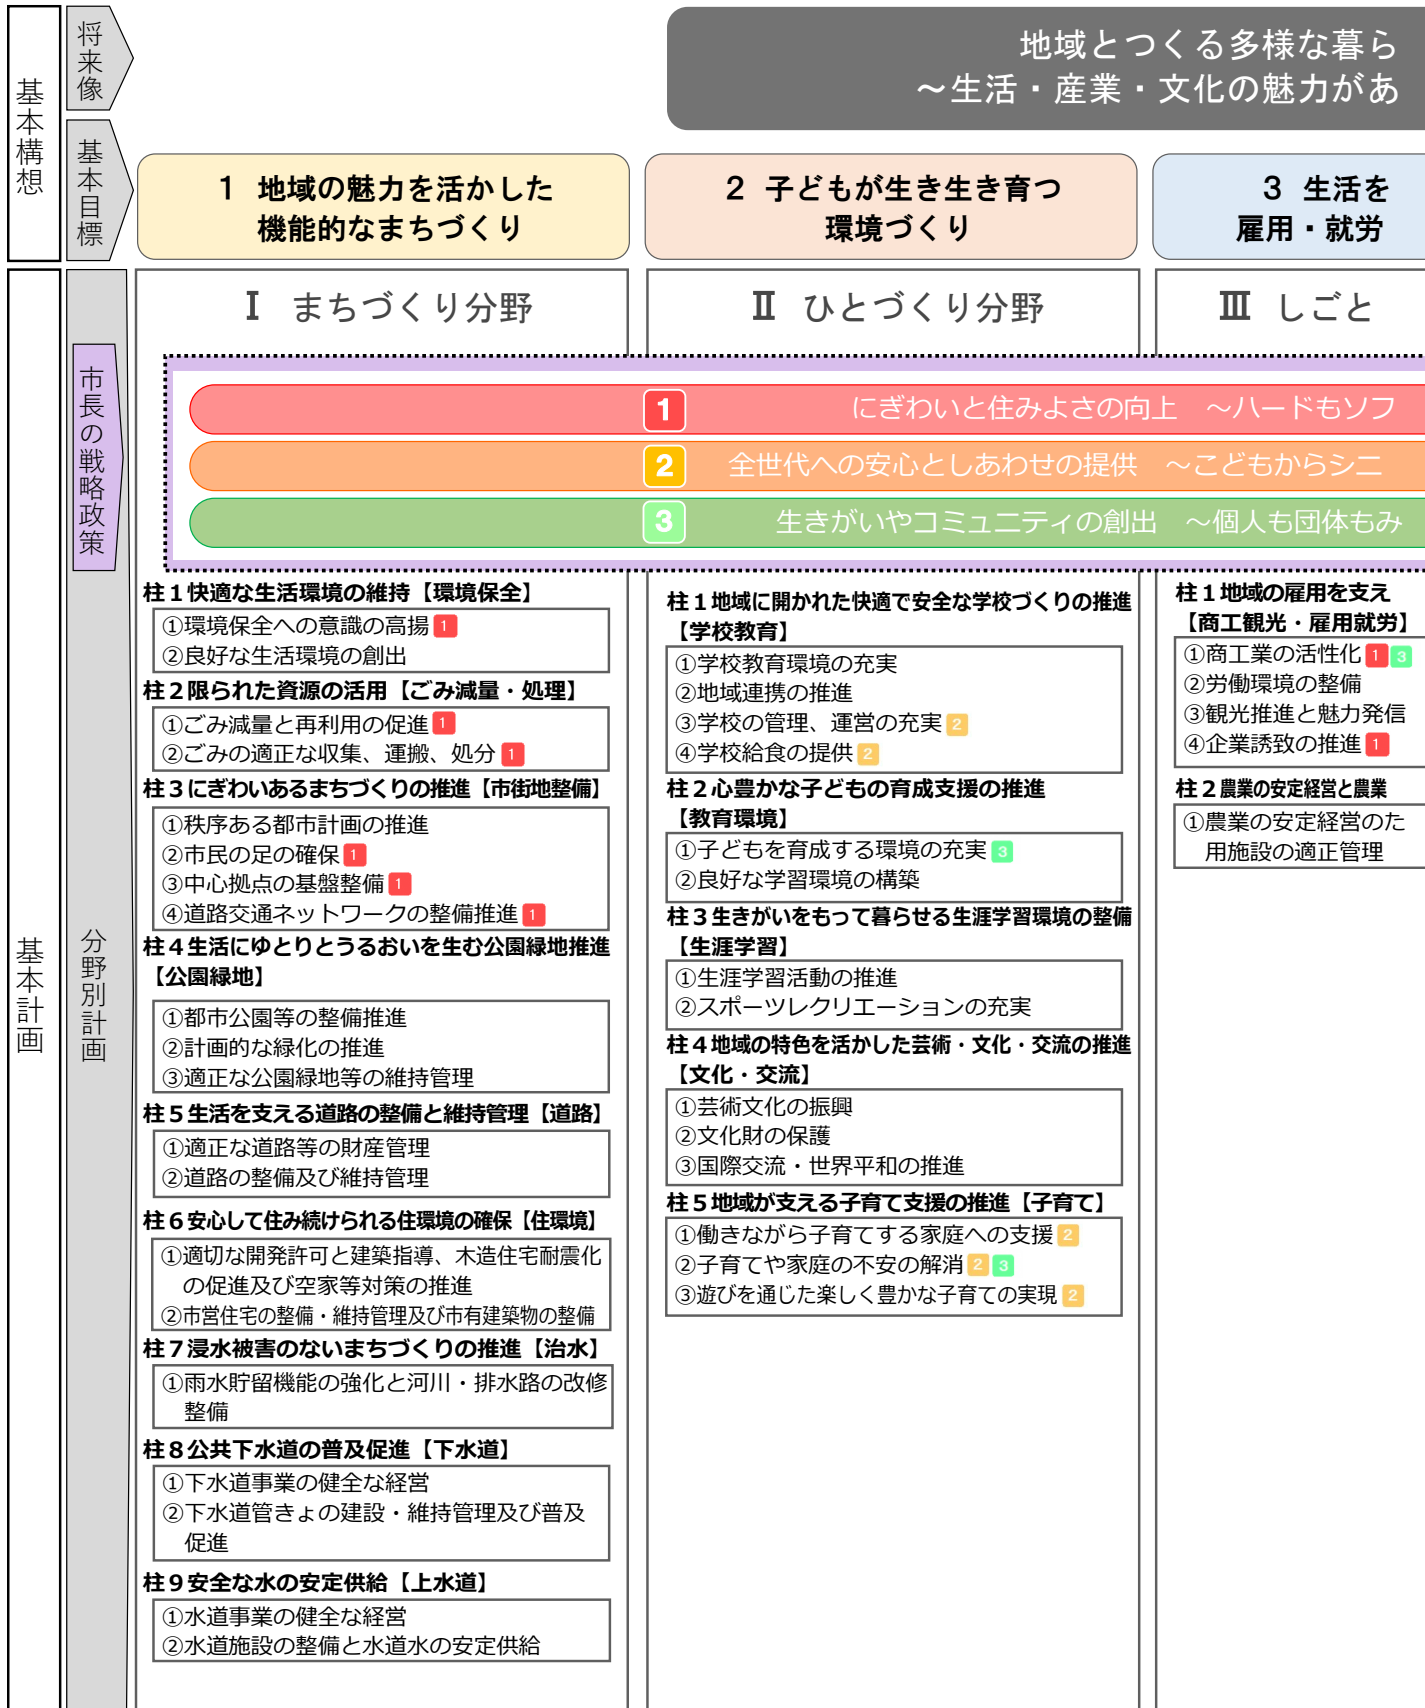 基本構想
将来像
地域とつくる多様な暮ら
～生活・産業・文化の魅力があ
基本目標
１ 地域の魅力を活かした
機能的なまちづくり
２ 子どもが生き生き育つ
環境づくり
３ 生活を
雇用・就労
基本計画
分野別計画
市長の戦略政策
Ⅰ まちづくり分野
Ⅱ ひとづくり分野
Ⅲ しごと
1 にぎわいと住みよさの向上 ～ハードもソフ
2 全世代への安心としあわせの提供 ～こどもからシニ
3 生きがいやコミュニティの創出 ～個人も団体もみ
柱１快適な生活環境の維持【環境保全】
①環境保全への意識の高揚 1
②良好な生活環境の創出
柱２限られた資源の活用【ごみ減量・処理】
①ごみ減量と再利用の促進 1
②ごみの適正な収集、運搬、処分 1
柱３にぎわいあるまちづくりの推進【市街地整備】
①秩序ある都市計画の推進
②市民の足の確保 1
③中心拠点の基盤整備 1
④道路交通ネットワークの整備推進 1
柱４生活にゆとりとうるおいを生む公園緑地推進
【公園緑地】
①都市公園等の整備推進
②計画的な緑化の推進
③適正な公園緑地等の維持管理
柱５生活を支える道路の整備と維持管理【道路】
①適正な道路等の財産管理
②道路の整備及び維持管理
柱６安心して住み続けられる住環境の確保【住環境】
①適切な開発許可と建築指導、木造住宅耐震化
の促進及び空家等対策の推進
②市営住宅の整備・維持管理及び市有建築物の整備
柱７浸水被害のないまちづくりの推進【治水】
①雨水貯留機能の強化と河川・排水路の改修
整備
柱８公共下水道の普及促進【下水道】
①下水道事業の健全な経営
②下水道管きょの建設・維持管理及び普及
促進
柱９安全な水の安定供給【上水道】
①水道事業の健全な経営
②水道施設の整備と水道水の安定供給
柱１地域に開かれた快適で安全な学校づくりの推進
【学校教育】
①学校教育環境の充実
②地域連携の推進
③学校の管理、運営の充実 2
④学校給食の提供 2
柱２心豊かな子どもの育成支援の推進
【教育環境】
①子どもを育成する環境の充実 3
②良好な学習環境の構築
柱３生きがいをもって暮らせる生涯学習環境の整備
【生涯学習】
①生涯学習活動の推進
②スポーツレクリエーションの充実
柱４地域の特色を活かした芸術・文化・交流の推進
【文化・交流】
①芸術文化の振興
②文化財の保護
③国際交流・世界平和の推進
柱５地域が支える子育て支援の推進【子育て】
①働きながら子育てする家庭への支援 2
②子育てや家庭の不安の解消 2 3
③遊びを通じた楽しく豊かな子育ての実現 2
柱１地域の雇用を支え
【商工観光・雇用就労】
①商工業の活性化 1 3
②労働環境の整備
③観光推進と魅力発信
④企業誘致の推進 1
柱２農業の安定経営と農業
①農業の安定経営のた
用施設の適正管理